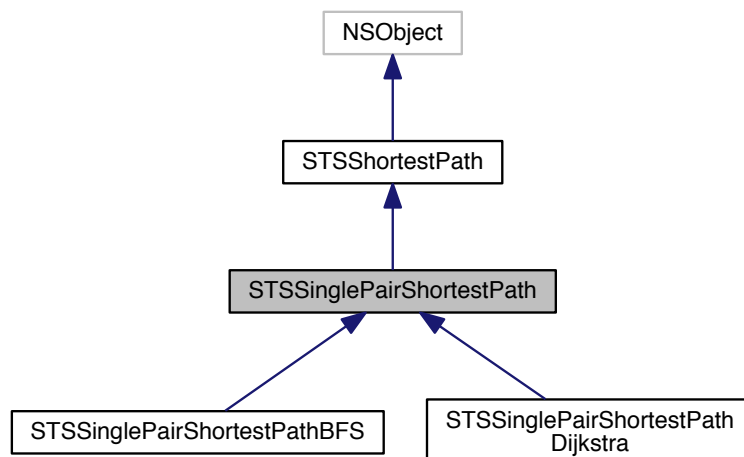 NSObject
STSShortestPath
STSSinglePairShortestPath
STSSinglePairShortestPathBFS
STSSinglePairShortestPath
Dijkstra